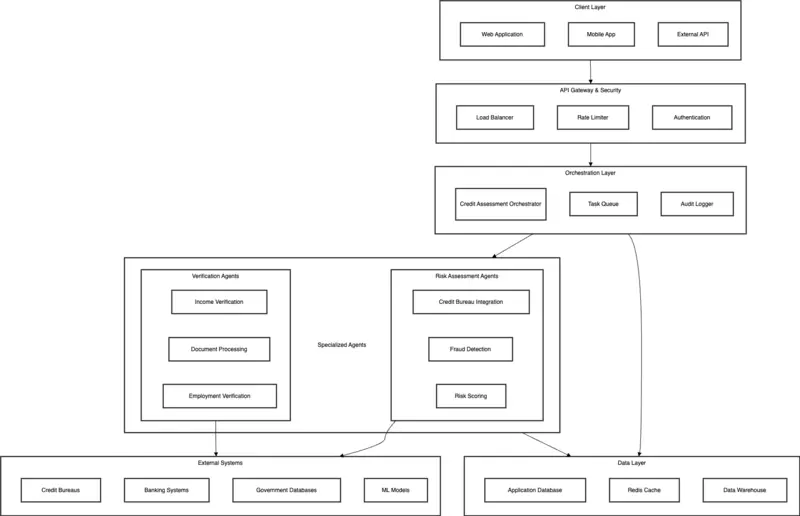 Client Layer
Web Application
Mobile App
External API
API Gateway & Security
Load Balancer
Rate Limiter
Authentication
Orchestration Layer
Credit Assessment Orchestrator
Task Queue
Audit Logger
Verification Agents
Income Verification
Document Processing
Employment Verification
Specialized Agents
Risk Assessment Agents
Credit Bureau Integration
Fraud Detection
Risk Scoring
External Systems
Credit Bureaus
Banking Systems
Government Databases
ML Models
Data Layer
Application Database
Redis Cache
Data Warehouse